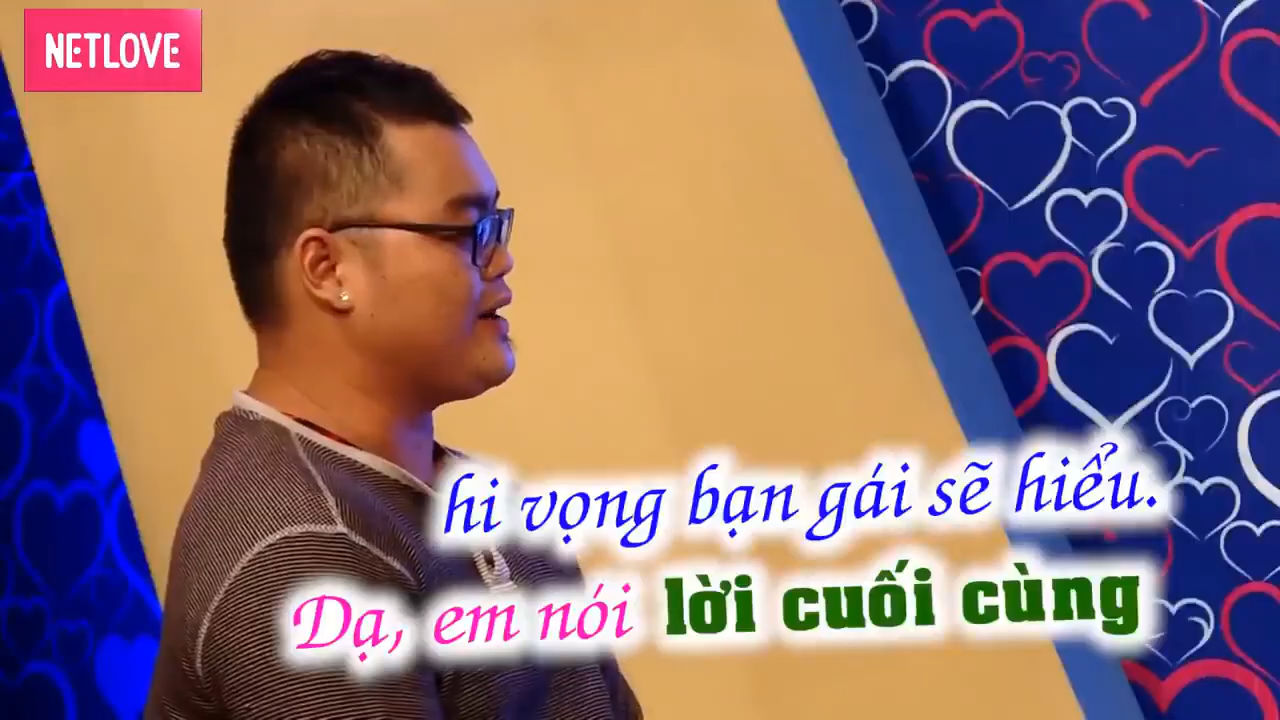 NETLOVE
hi vọng bạn gái sẽ hiểu.
Dạ, em nói lời cuối cùng